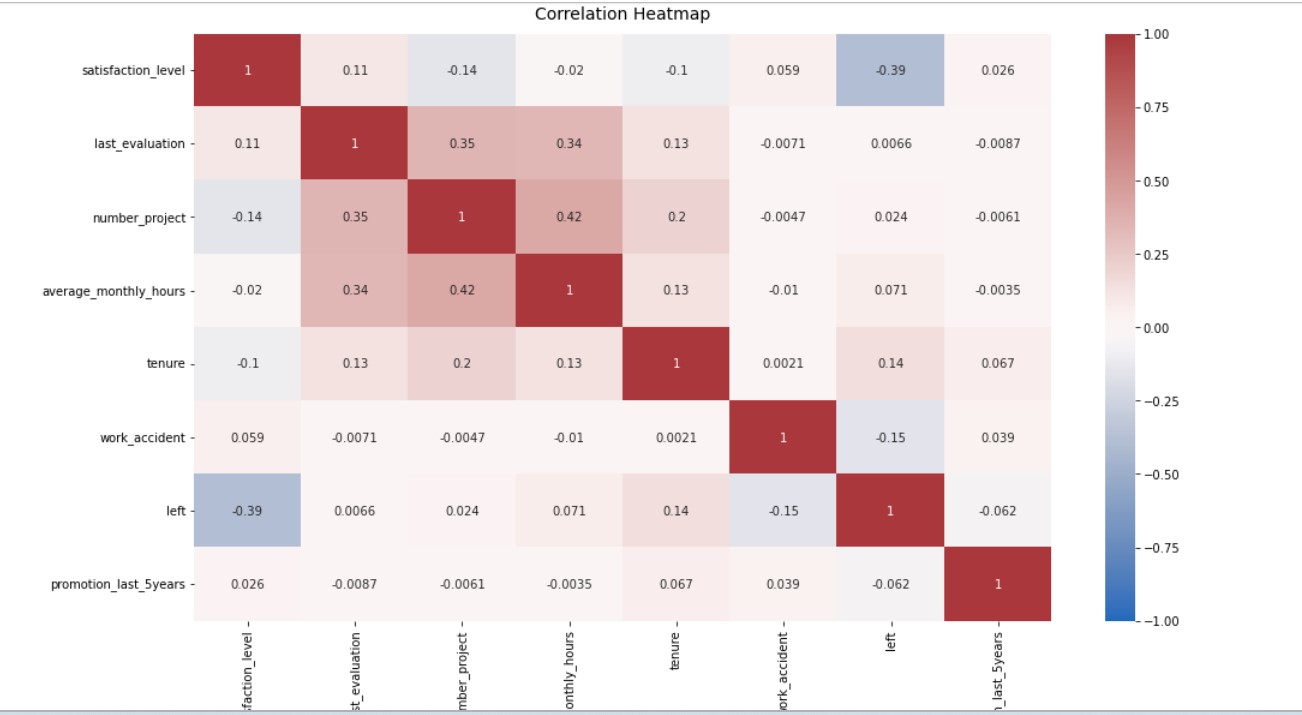 Correlation Heatmap
satisfaction_level 1 0.11 -0.14 -0.02 -0.1 0.059 -0.39 0.026
last_evaluation 0.11 1 0.35 0.34 0.13 -0.0071 0.0066 -0.0087
number_project -0.14 0.35 1 0.42 0.2 -0.0047 0.024 -0.0061
average_monthly_hours -0.02 0.34 0.42 1 0.13 -0.01 0.071 -0.0035
tenure -0.1 0.13 0.2 0.13 1 0.0021 0.14 0.067
work_accident 0.059 -0.0071 -0.0047 -0.01 0.0021 1 -0.15 0.039
left -0.39 0.0066 0.024 0.071 0.14 -0.15 1 -0.062
promotion_last_5years 0.026 -0.0087 -0.0061 -0.0035 0.067 0.039 -0.062 1
sfaction_level
st_evaluation
mber_project
onthly_hours
tenure
ork_accident
left
_last_5years
1.00
0.75
0.50
0.25
0.00
−0.25
−0.50
−0.75
−1.00